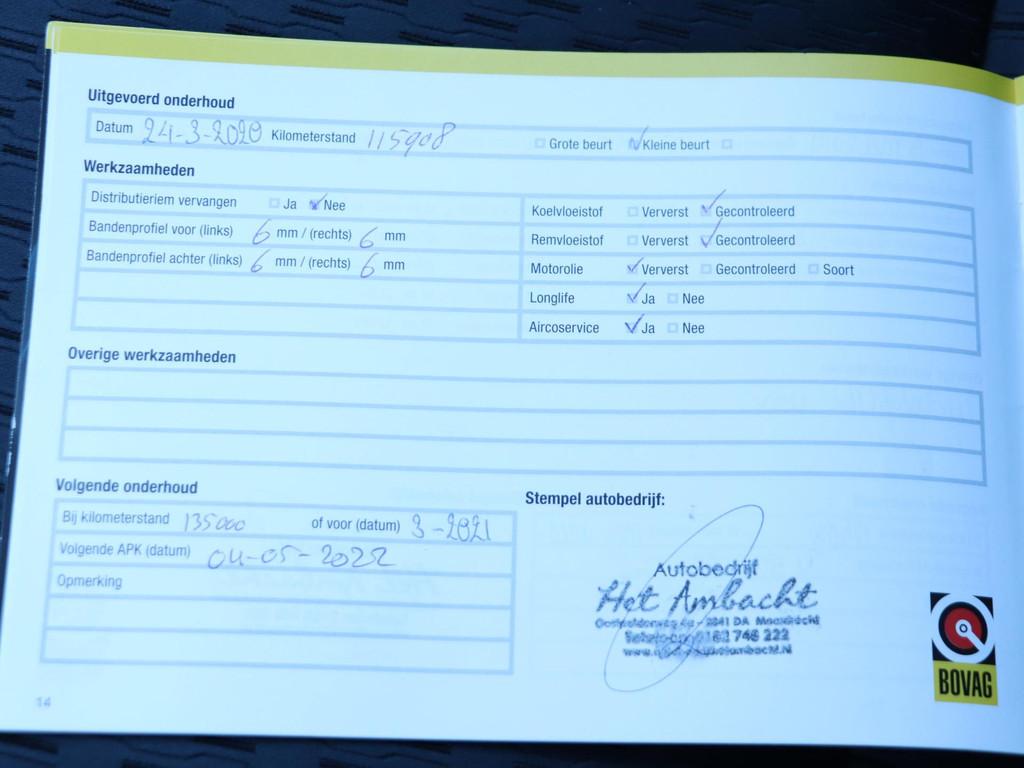 Uitgevoerd onderhoud
Datum 24-3-2020 Kilometerstand 115908 Grote beurt Kleine beurt
Werkzaamheden
Distributieriem vervangen Ja Nee
Bandenprofiel voor (links) 6 mm / (rechts) 6 mm
Bandenprofiel achter (links) 6 mm / (rechts) 6 mm
Koelvloeistof Ververst Gecontroleerd
Remvloeistof Ververst Gecontroleerd
Motorolie Ververst Gecontroleerd Soort
Longlife Ja Nee
Aircoservice Ja Nee
Overige werkzaamheden
Volgende onderhoud
Bij kilometerstand 135000 of voor (datum) 3-2021
Volgende APK (datum) 04-05-2022
Opmerking
Stempel autobedrijf:
Autobedrijf
Het Ambacht
DA
746 222
BOVAG
14